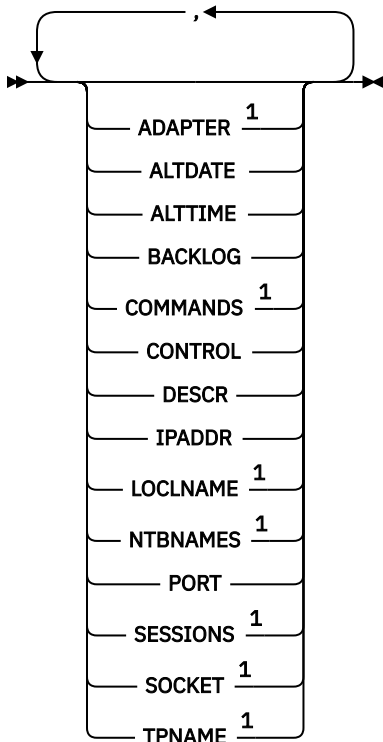 ,
ADAPTER 1
ALTDATE
ALTTIME
BACKLOG
COMMANDS 1
CONTROL
DESCR
IPADDR
LOCLNAME 1
NTBNAMES 1
PORT
SESSIONS 1
SOCKET 1
TPNAME 1